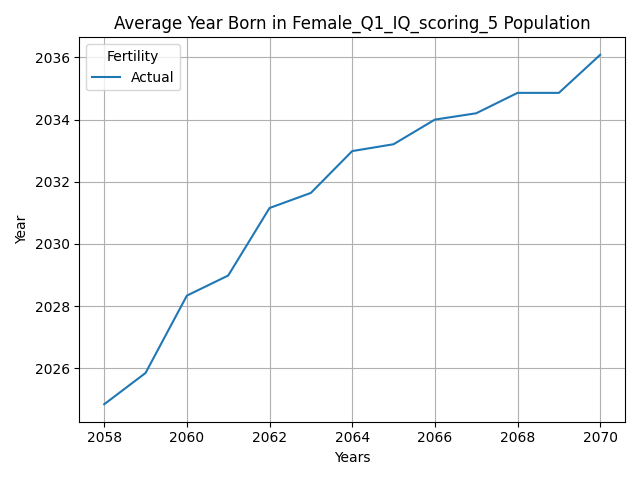 Average Year Born in Female_Q1_IQ_scoring_5 Population
Fertility
Actual
Year
2036
2034
2032
2030
2028
2026
2058 2060 2062 2064 2066 2068 2070
Years